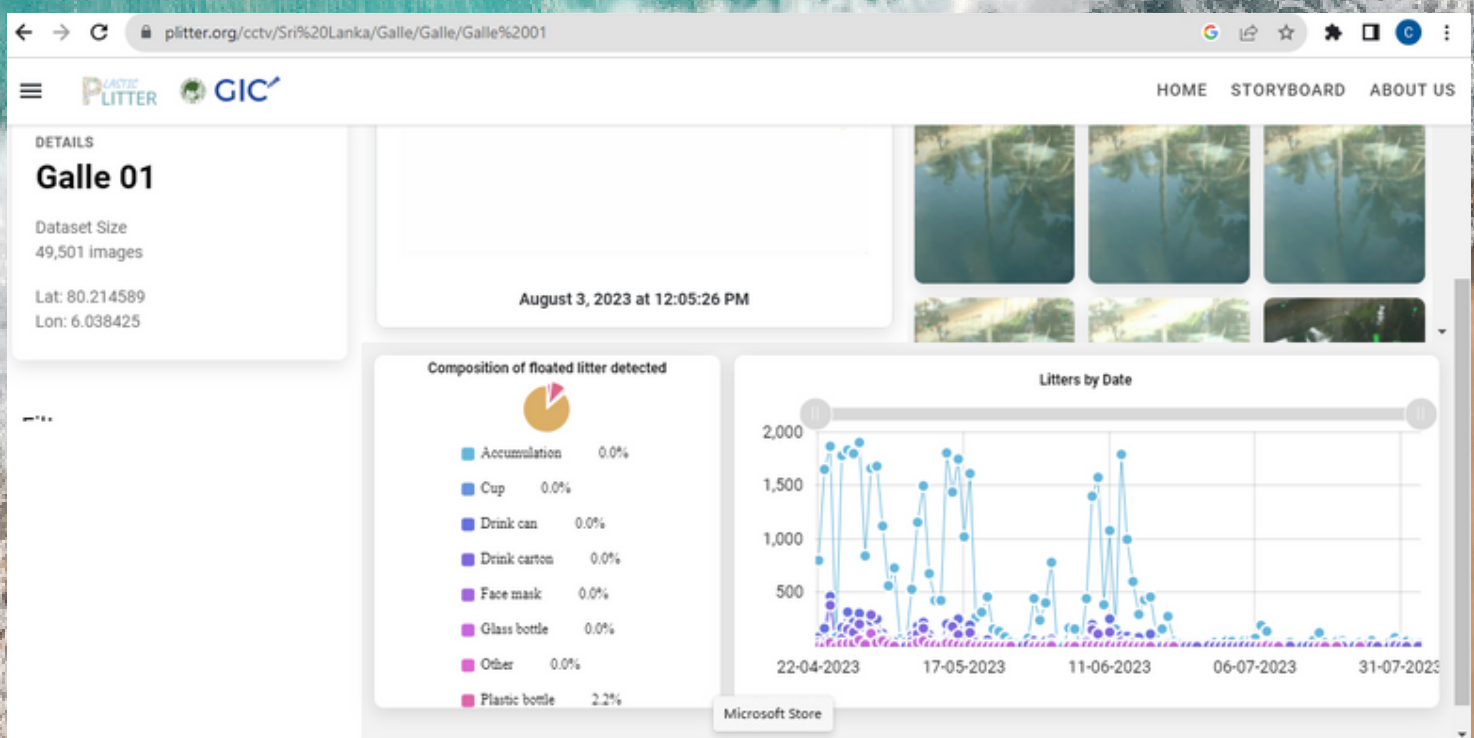 plitter.org/cctv/Sri%20Lanka/Galle/Galle%2001
G
C
PLASTIC
PLITTER
GIC
HOME STORYBOARD ABOUT US
DETAILS
Galle 01
Dataset Size
49,501 images
Lat: 80.214589
Lon: 6.038425
August 3, 2023 at 12:05:26 PM
Composition of floated litter detected
Accumulation 0.0%
Cup 0.0%
Drink can 0.0%
Drink carton 0.0%
Face mask 0.0%
Glass bottle 0.0%
Other 0.0%
Plastic bottle 2.2%
Litters by Date
2,000
1,500
1,000
500
22-04-2023 17-05-2023 11-06-2023 06-07-2023 31-07-2023
Microsoft Store